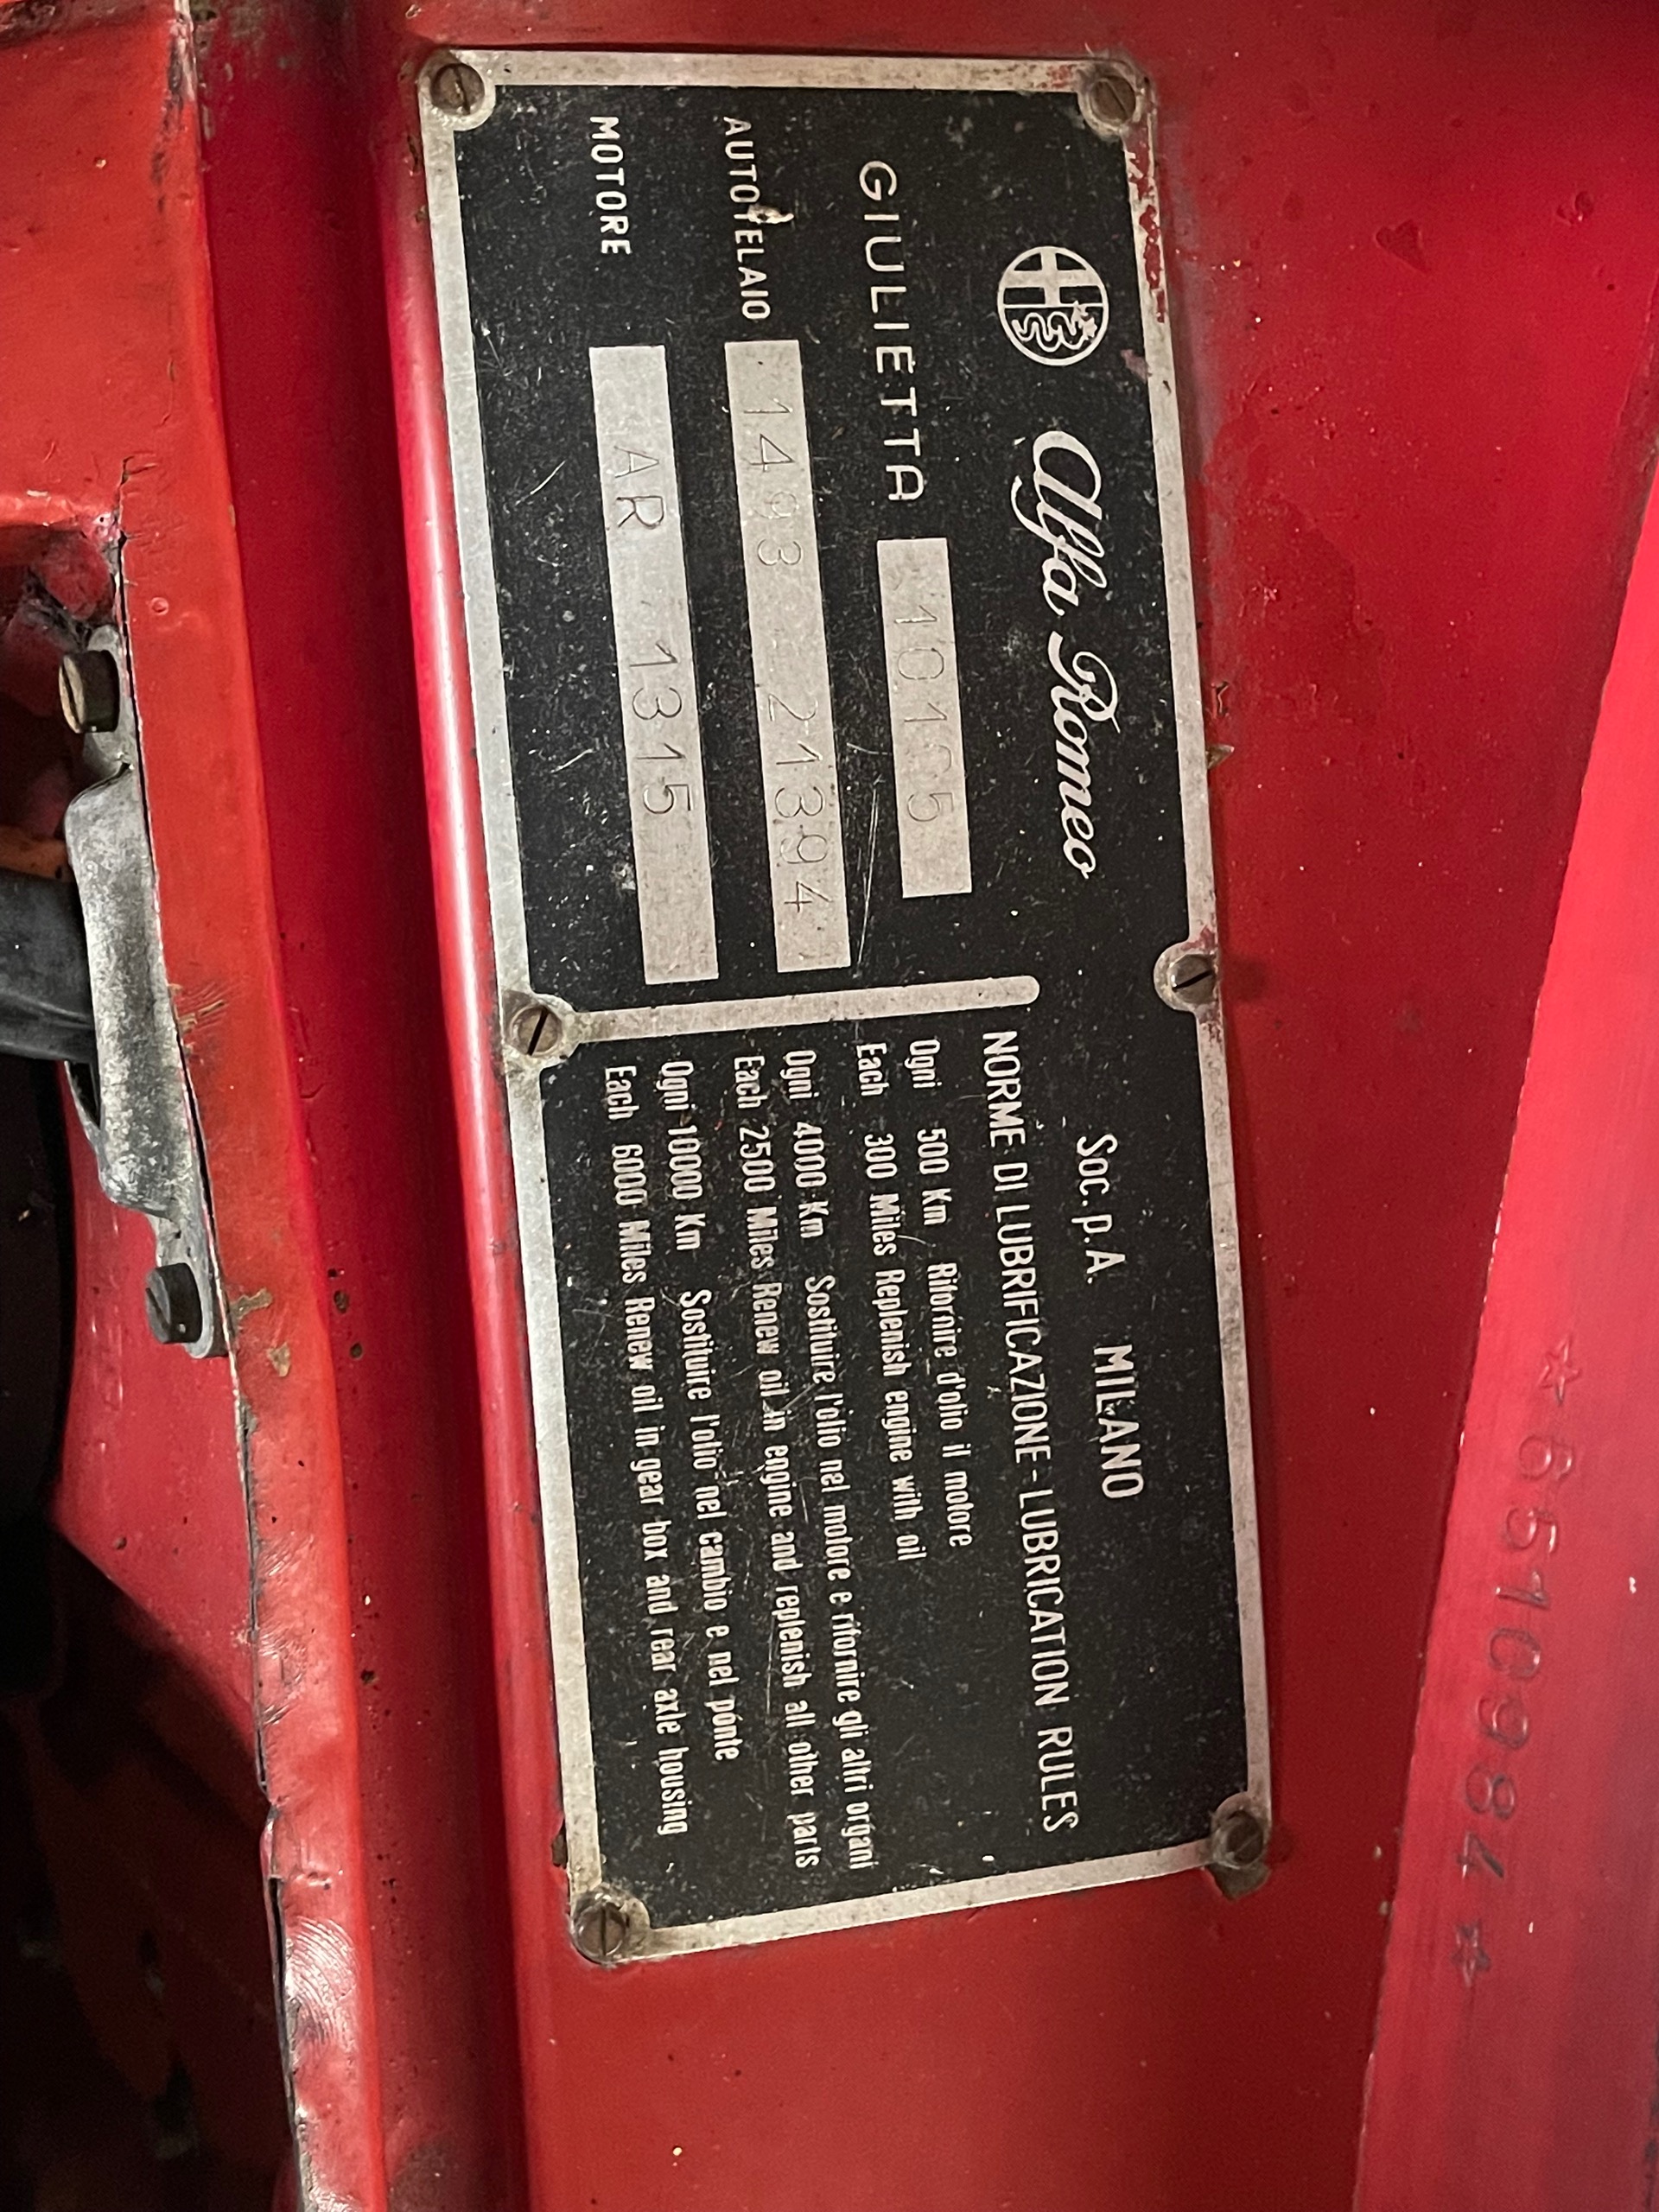 Alfa Romeo Soc.p.A. MILANO
GIULIETTA 10105
AUTOTELAIO 1493 21394
MOTORE AR 1315
NORME DI LUBRIFICAZIONE - LUBRICATION RULES
Ogni 500 Km Rifornire d'olio il motore
Each 300 Miles Replenish engine with oil
Ogni 4000 Km Sostituire l'olio nel motore e rifornire gli altri organi
Each 2500 Miles Renew oil in engine and replenish all other parts
Ogni 10000 Km Sostituire l'olio nel cambio e nel ponte
Each 6000 Miles Renew oil in gear box and rear axle housing
☆6510984☆